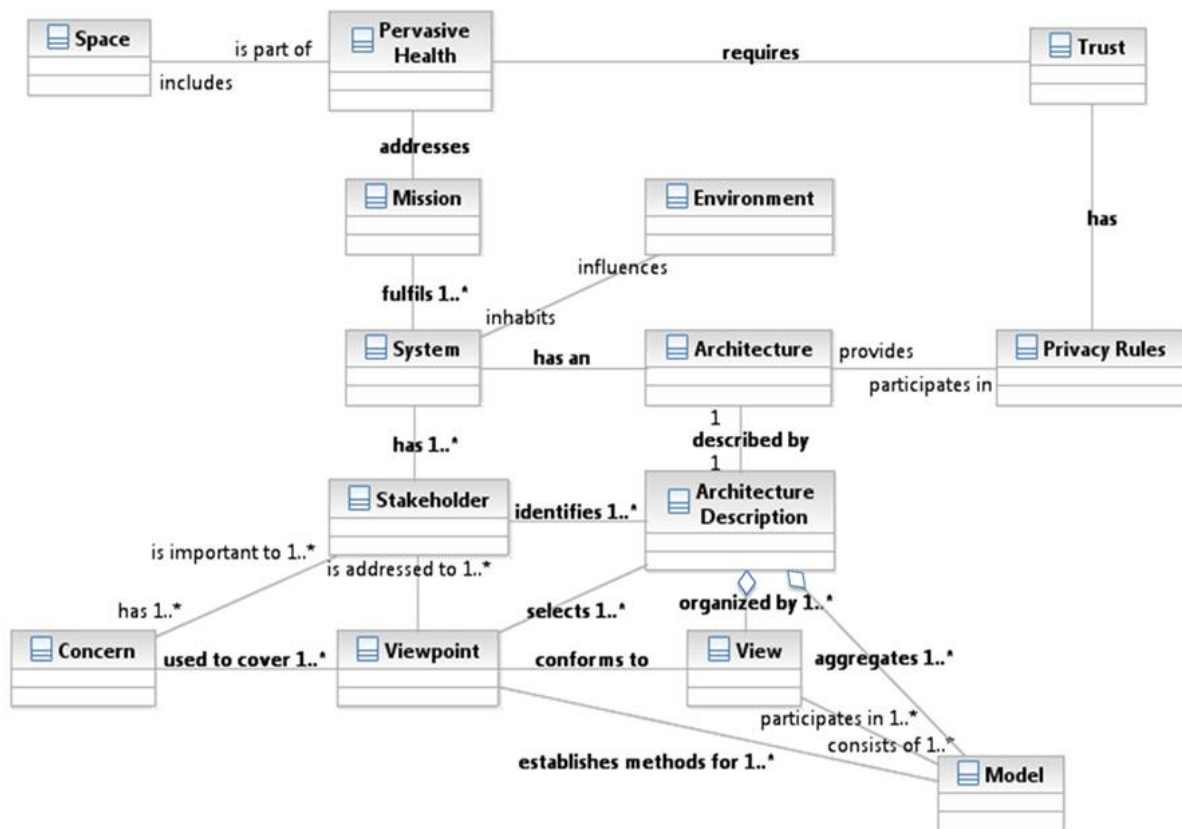 Space
is part of
includes
Pervasive
Health
requires
Trust
addresses
Mission
Environment
has
influences
fulfils 1..*
inhabits
System
has an
Architecture
provides
participates in
Privacy Rules
has 1..*
1
described by
1
Stakeholder
identifies 1..*
Architecture
Description
is important to 1..*
is addressed to 1..*
has 1..*
selects 1..*
organized by 1..*
Concern
used to cover 1..*
Viewpoint
conforms to
View
aggregates 1..*
participates in 1..*
consists of 1..*
establishes methods for 1..*
Model